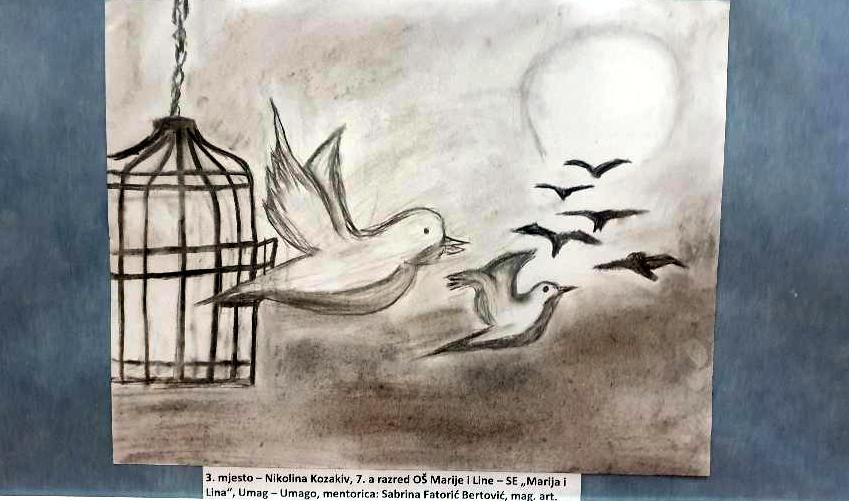 3. mjesto – Nikolina Kozakiv, 7. a razred OŠ Marije i Line – SE „Marija i
Lina“, Umag – Umago, mentorica: Sabrina Fatorić Bertović, mag. art.